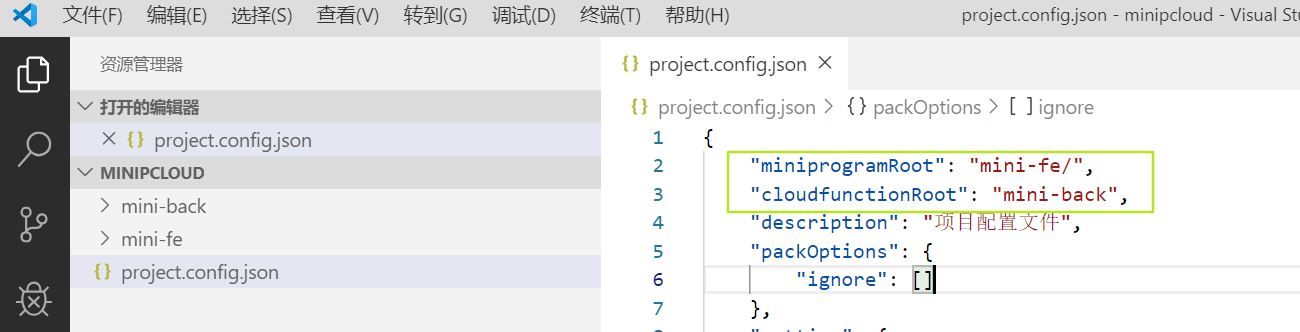 文件(F) 编辑(E) 选择(S) 查看(V) 转到(G) 调试(D) 终端(T) 帮助(H) project.config.json - minipcloud - Visual Stu
资源管理器
打开的编辑器
project.config.json
MINIPCLOUD
mini-back
mini-fe
{} project.config.json
{} project.config.json ×
{} project.config.json > {} packOptions > [ ] ignore
1 {
2 "miniprogramRoot": "mini-fe/",
3 "cloudfunctionRoot": "mini-back",
4 "description": "项目配置文件",
5 "packOptions": {
6 "ignore": []
7 },